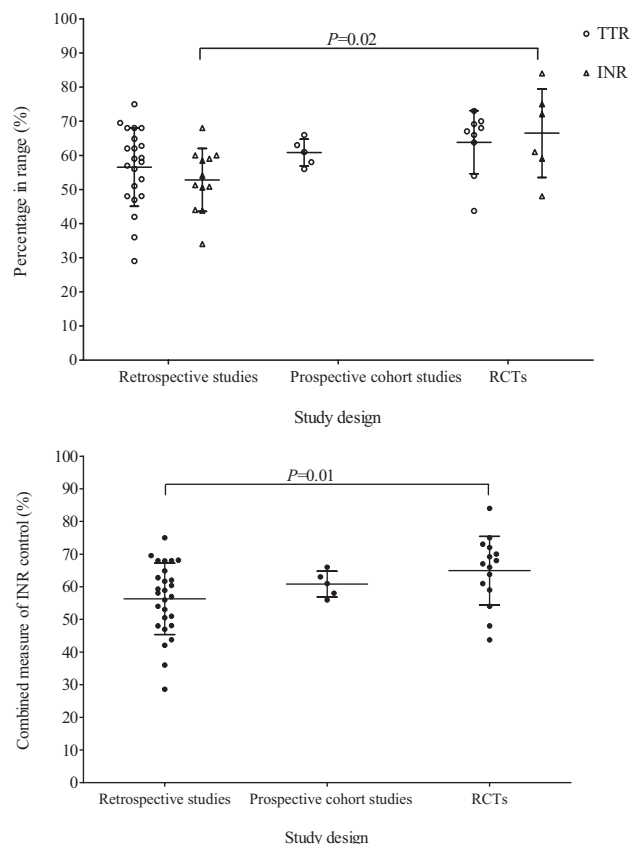 100
90
80
70
60
50
40
30
20
10
0
Percentage in range (%)
P=0.02
TTR
INR
Retrospective studies
Prospective cohort studies
RCTs
Study design
100
90
80
70
60
50
40
30
20
10
0
Combined measure of INR control (%)
P=0.01
Retrospective studies
Prospective cohort studies
RCTs
Study design